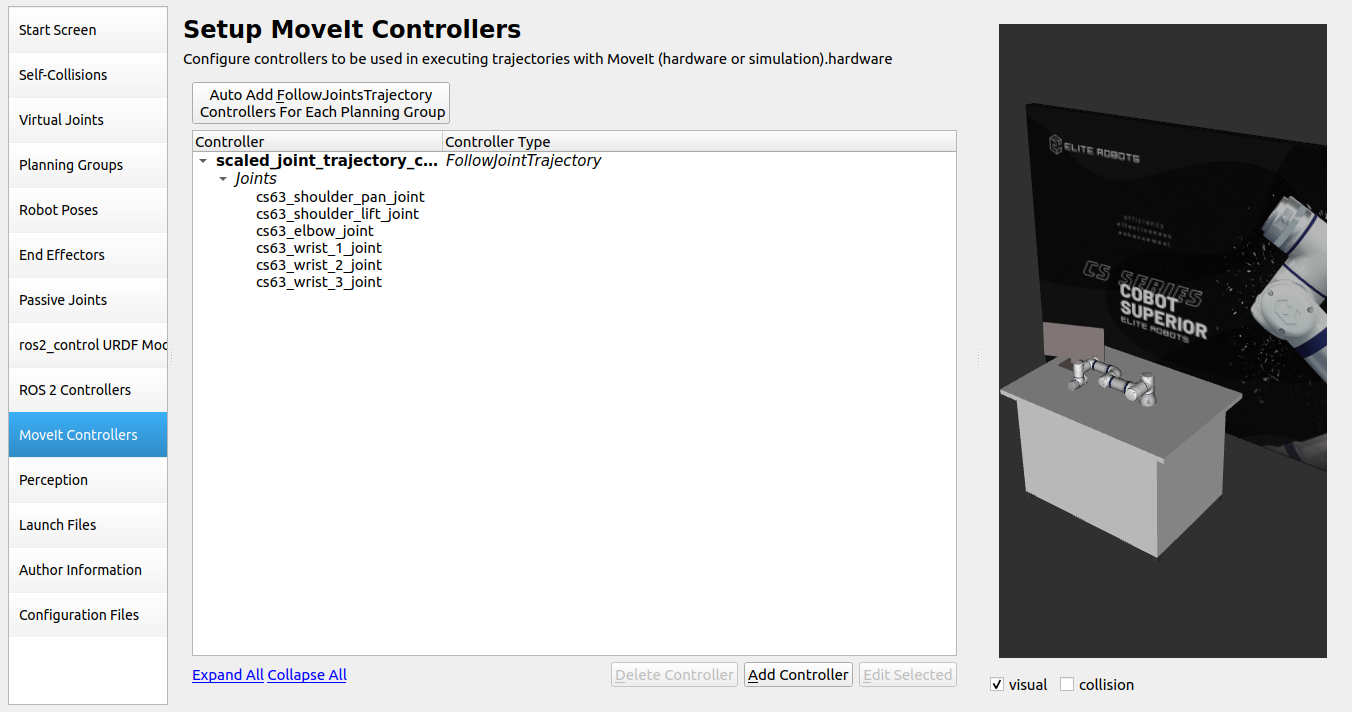 Start Screen
Self-Collisions
Virtual Joints
Planning Groups
Robot Poses
End Effectors
Passive Joints
ros2_control URDF Moc
ROS 2 Controllers
MoveIt Controllers
Perception
Launch Files
Author Information
Configuration Files
Setup MoveIt Controllers
Configure controllers to be used in executing trajectories with MoveIt (hardware or simulation).hardware
Auto Add FollowJointsTrajectory
Controllers For Each Planning Group
Controller Controller Type
scaled_joint_trajectory_c... FollowJointTrajectory
Joints
cs63_shoulder_pan_joint
cs63_shoulder_lift_joint
cs63_elbow_joint
cs63_wrist_1_joint
cs63_wrist_2_joint
cs63_wrist_3_joint
Expand All Collapse All
Delete Controller Add Controller Edit Selected
ELITE ROBOTS
efficiency
effectiveness
enhancement
CS SERIES
COBOT
SUPERIOR
ELITE ROBOTS
visual collision